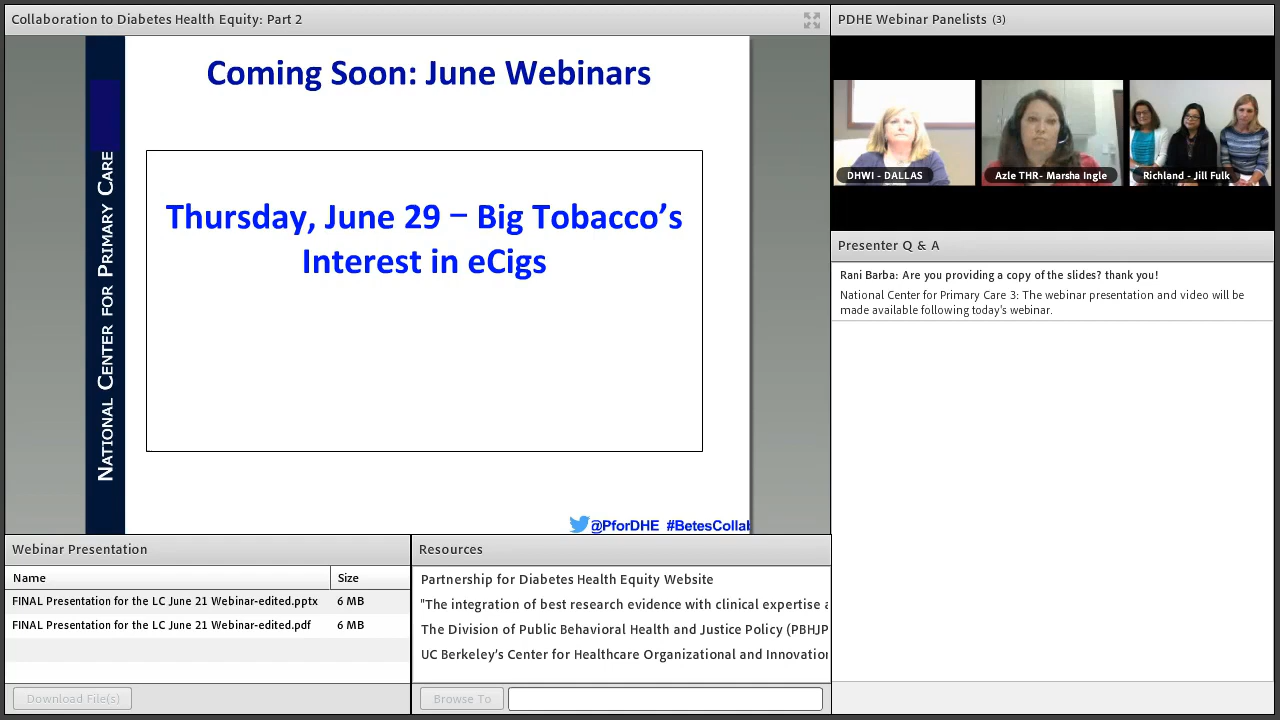 Collaboration to Diabetes Health Equity: Part 2
Coming Soon: June Webinars
NATIONAL CENTER FOR PRIMARY CARE
Thursday, June 29 – Big Tobacco's
Interest in eCigs
@PforDHE #BetesCollab
PDHE Webinar Panelists (3)
DHWI - DALLAS
Azle THR- Marsha Ingle
Richland - Jill Fulk
Presenter Q & A
Rani Barba: Are you providing a copy of the slides? thank you!
National Center for Primary Care 3: The webinar presentation and video will be
made available following today's webinar.
Webinar Presentation
Name Size
FINAL Presentation for the LC June 21 Webinar-edited.pptx 6 MB
FINAL Presentation for the LC June 21 Webinar-edited.pdf 6 MB
Download File(s)
Resources
Partnership for Diabetes Health Equity Website
"The integration of best research evidence with clinical expertise a
The Division of Public Behavioral Health and Justice Policy (PBHJP
UC Berkeley's Center for Healthcare Organizational and Innovation
Browse To